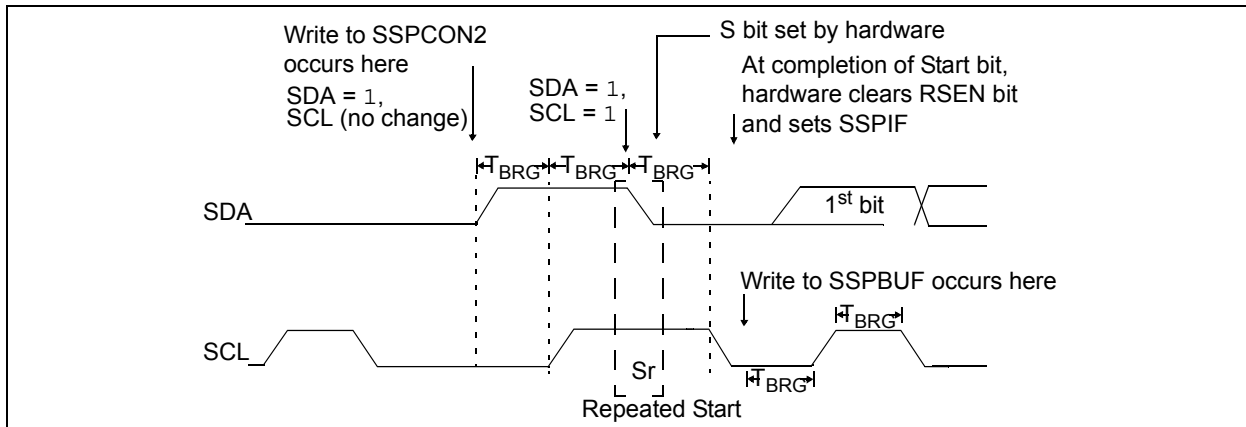 Write to SSPCON2
occurs here
SDA = 1,
SCL (no change)
SDA = 1,
SCL = 1
S bit set by hardware
At completion of Start bit,
hardware clears RSEN bit
and sets SSPIF
TBRG TBRG TBRG
SDA
1st bit
Write to SSPBUF occurs here
TBRG
SCL
Sr
TBRG
Repeated Start